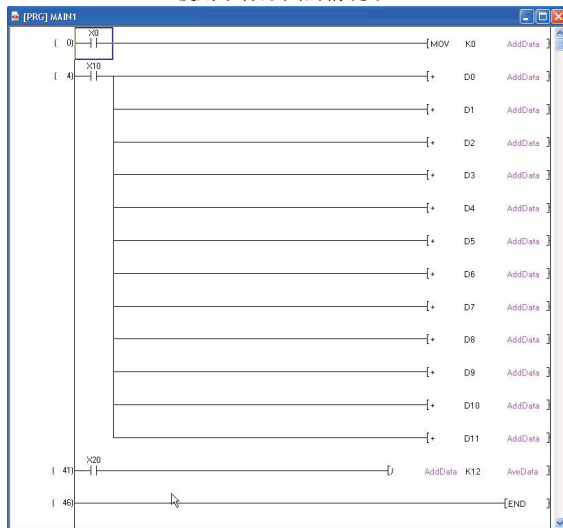 [PRG] MAIN1
X0
[ 0) [MOV K0 AddData ]
X10
[ 4) [+ D0 AddData ]
[+ D1 AddData ]
[+ D2 AddData ]
[+ D3 AddData ]
[+ D4 AddData ]
[+ D5 AddData ]
[+ D6 AddData ]
[+ D7 AddData ]
[+ D8 AddData ]
[+ D9 AddData ]
[+ D10 AddData ]
[+ D11 AddData ]
X20
[ 41) [/ AddData K12 AveData ]
[ 46) [END ]